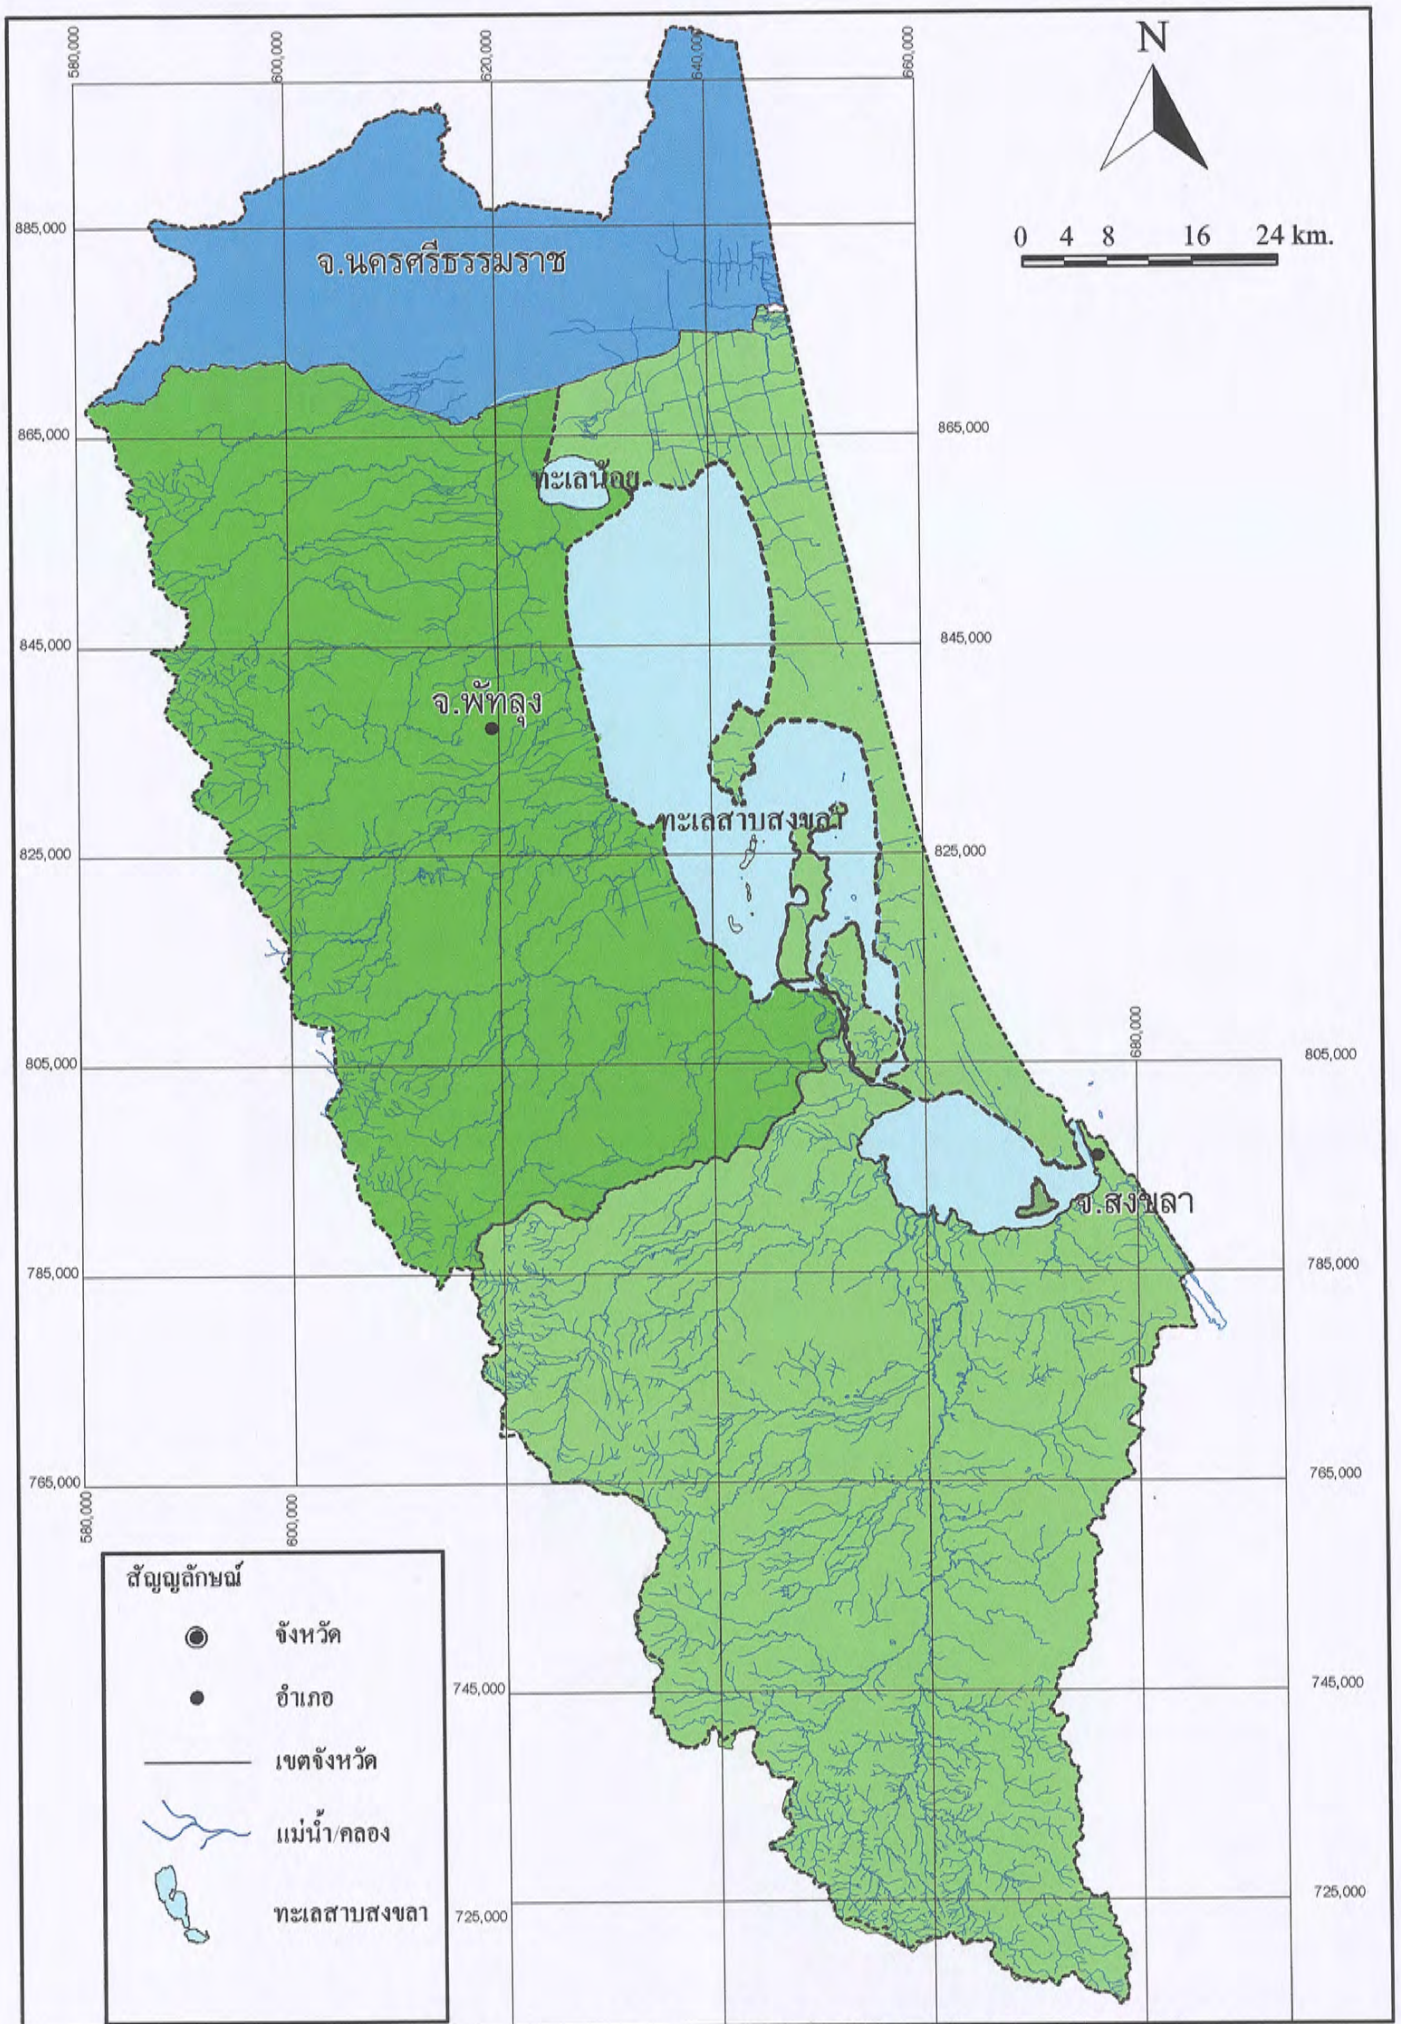 580,000
600,000
620,000
640,000
660,000
N
0 4 8 16 24 km.
885,000
จ.นครศรีธรรมราช
865,000
865,000
ทะเลน้อย
845,000
845,000
จ.พัทลุง
ทะเลสาบสงขลา
825,000
825,000
680,000
805,000
805,000
จ.สงขลา
785,000
785,000
765,000
765,000
580,000
600,000
สัญญลักษณ์
จังหวัด
อำเภอ
เขตจังหวัด
แม่น้ำ/คลอง
ทะเลสาบสงขลา
745,000
745,000
725,000
725,000